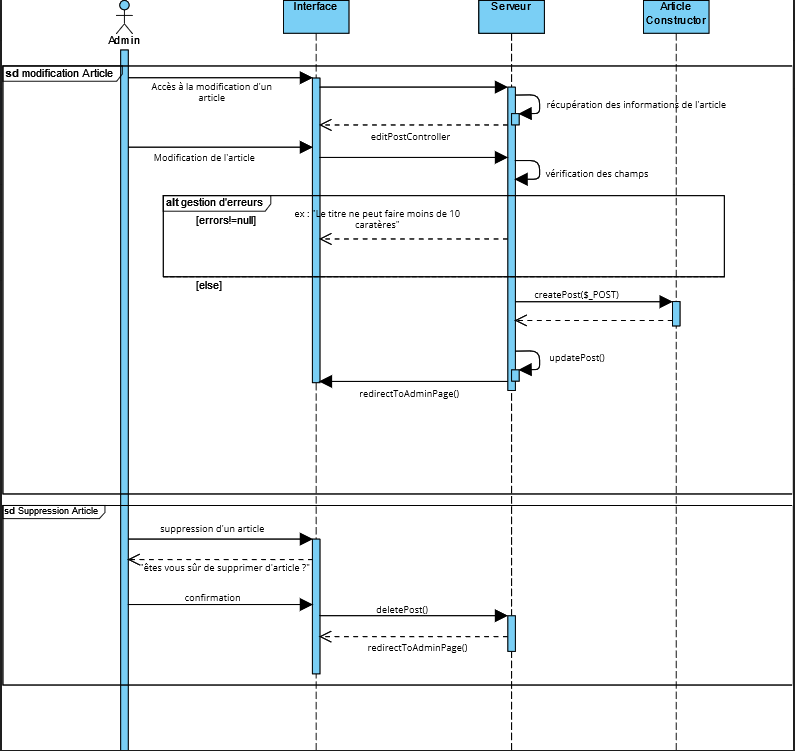 Interface
Serveur
Article
Constructor
Admin
sd modification Article
Accès à la modification d'un
article
récupération des informations de l'article
editPostController
Modification de l'article
vérification des champs
alt gestion d'erreurs
[errors!=null]
ex : "Le titre ne peut faire moins de 10
caratères"
[else]
createPost($_POST)
updatePost()
redirectToAdminPage()
sd Suppression Article
suppression d'un article
"êtes vous sûr de supprimer d'article ?"
confirmation
deletePost()
redirectToAdminPage()